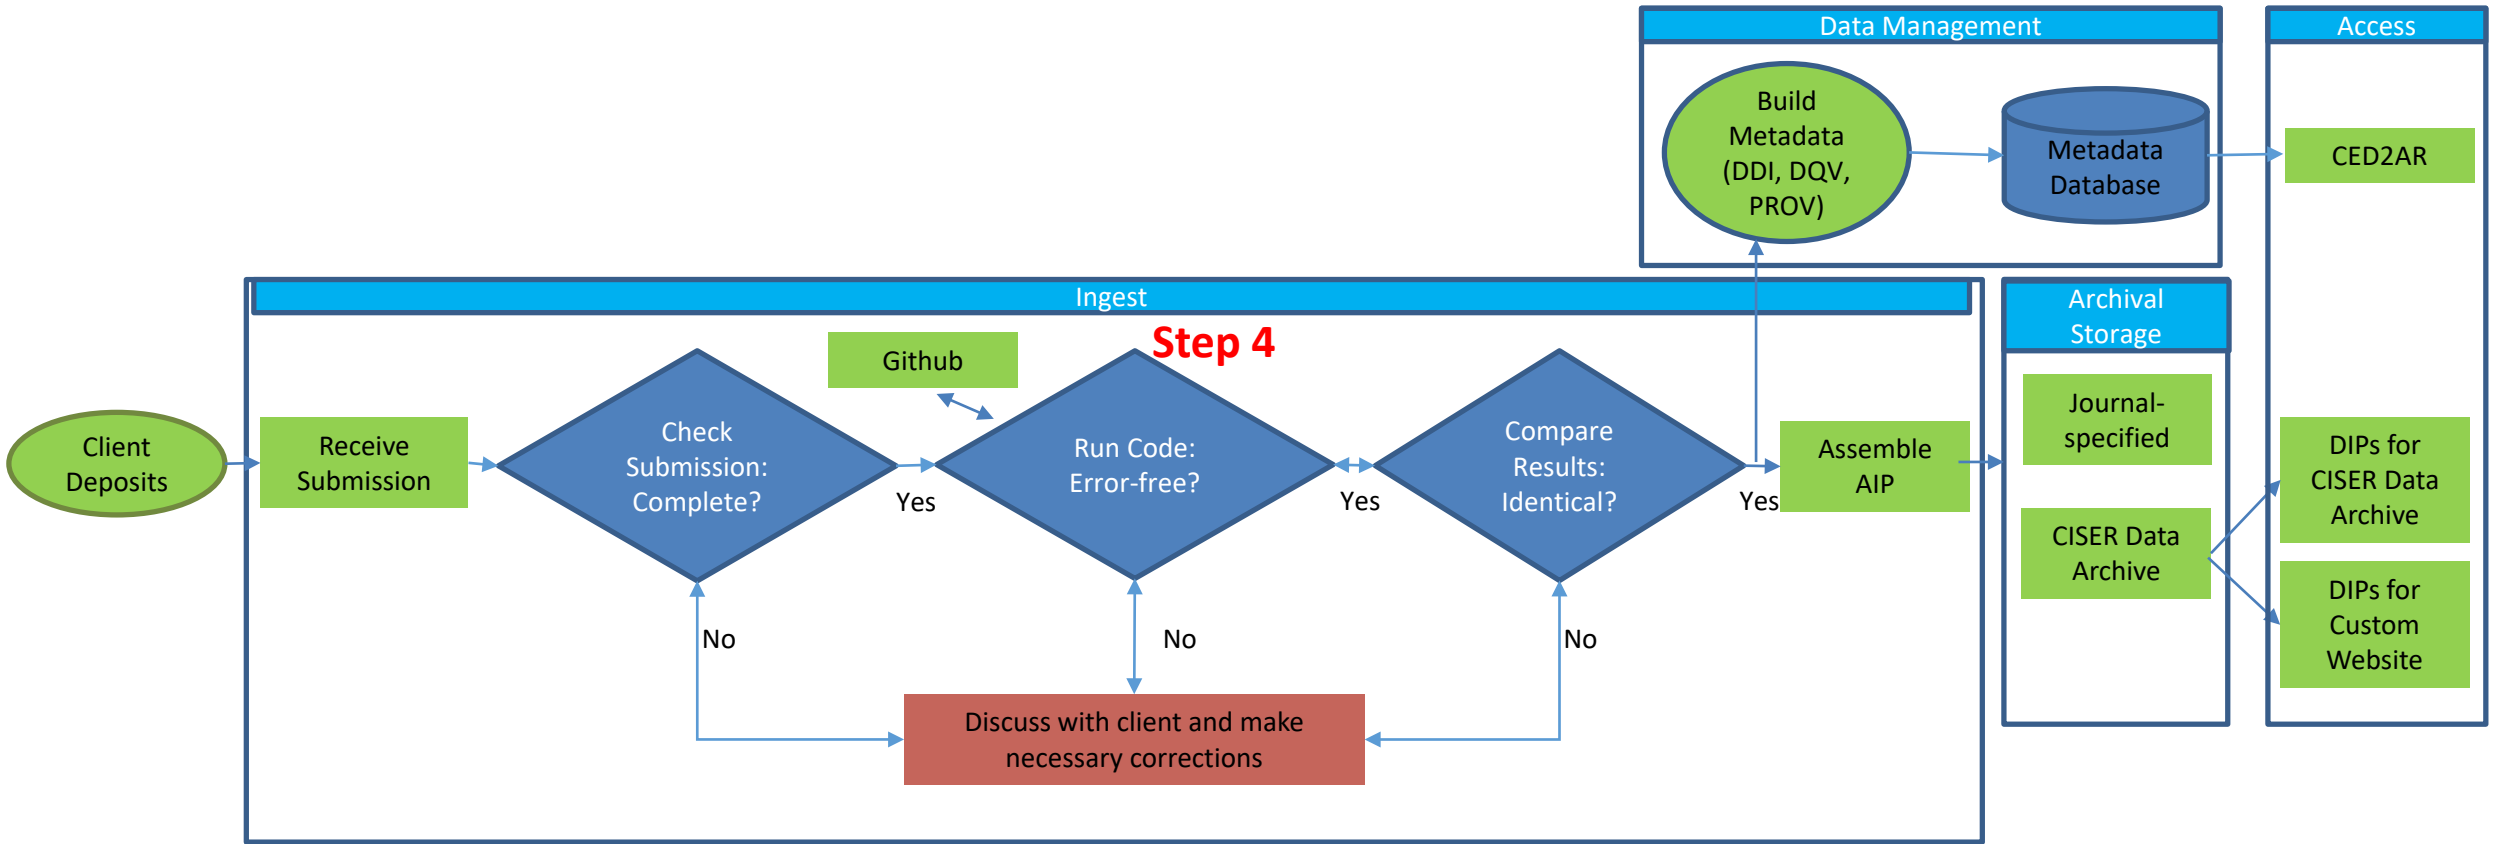 Data Management
Access
Build
Metadata
(DDI, DQV,
PROV)
Metadata
Database
CED2AR
Ingest
Archival
Storage
Step 4
Github
Client
Deposits
Receive
Submission
Check
Submission:
Complete?
Yes
Run Code:
Error-free?
Yes
Compare
Results:
Identical?
Yes
Assemble
AIP
Journal-
specified
CISER Data
Archive
DIPs for
CISER Data
Archive
DIPs for
Custom
Website
No
No
No
Discuss with client and make
necessary corrections